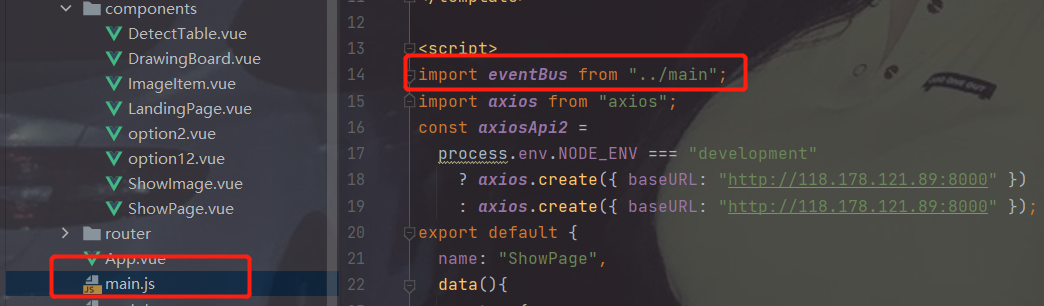 components
DetectTable.vue
DrawingBoard.vue
ImageItem.vue
LandingPage.vue
option2.vue
option12.vue
ShowImage.vue
ShowPage.vue
router
App.vue
JS main.js
12
13 <script>
14 import eventBus from "../main";
15 import axios from "axios";
16 const axiosApi2 =
17 process.env.NODE_ENV === "development"
18 ? axios.create({ baseURL: "http://118.178.121.89:8000" })
19 : axios.create({ baseURL: "http://118.178.121.89:8000" });
20 export default {
21 name: "ShowPage",
22 data(){